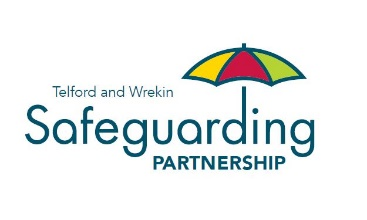 Telford and Wrekin
Safeguarding
PARTNERSHIP